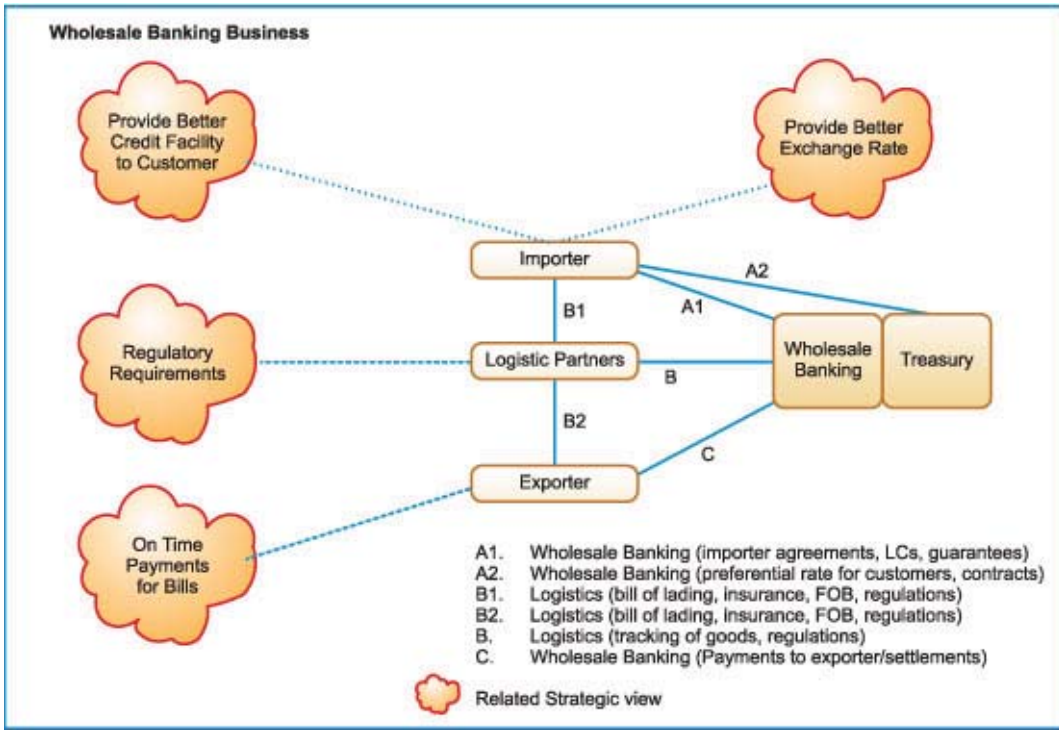 Wholesale Banking Business
Provide Better
Credit Facility
to Customer
Provide Better
Exchange Rate
Importer
A2
A1
B1
Regulatory
Requirements
Logistic Partners
B
Wholesale
Banking
Treasury
B2
C
Exporter
On Time
Payments
for Bills
A1. Wholesale Banking (importer agreements, LCs, guarantees)
A2. Wholesale Banking (preferential rate for customers, contracts)
B1. Logistics (bill of lading, insurance, FOB, regulations)
B2. Logistics (bill of lading, insurance, FOB, regulations)
B. Logistics (tracking of goods, regulations)
C. Wholesale Banking (Payments to exporter/settlements)
Related Strategic view